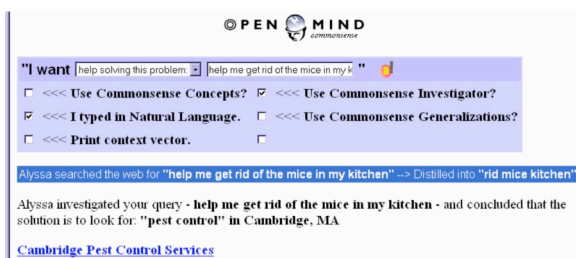 OPEN MIND
commonsense
"I want help solving this problem: help me get rid of the mice in my k "
<<< Use Commonsense Concepts? <<< Use Commonsense Investigator?
<<< I typed in Natural Language. <<< Use Commonsense Generalizations?
<<< Print context vector.
Alyssa searched the web for "help me get rid of the mice in my kitchen" --> Distilled into "rid mice kitchen"
Alyssa investigated your query - help me get rid of the mice in my kitchen - and concluded that the
solution is to look for: "pest control" in Cambridge, MA
Cambridge Pest Control Services